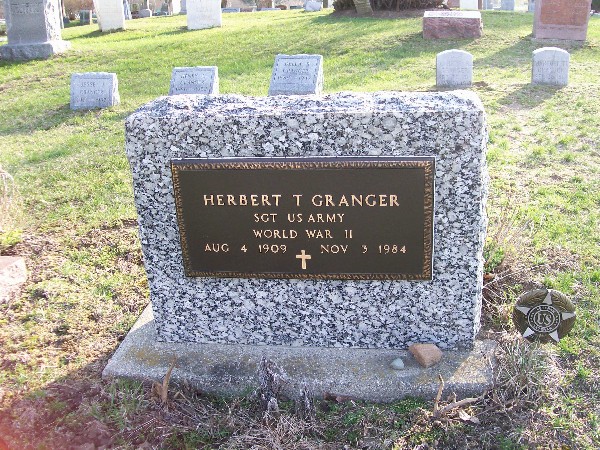 HERBERT T GRANGER
SGT US ARMY
WORLD WAR II
AUG 4 1909 NOV 3 1984